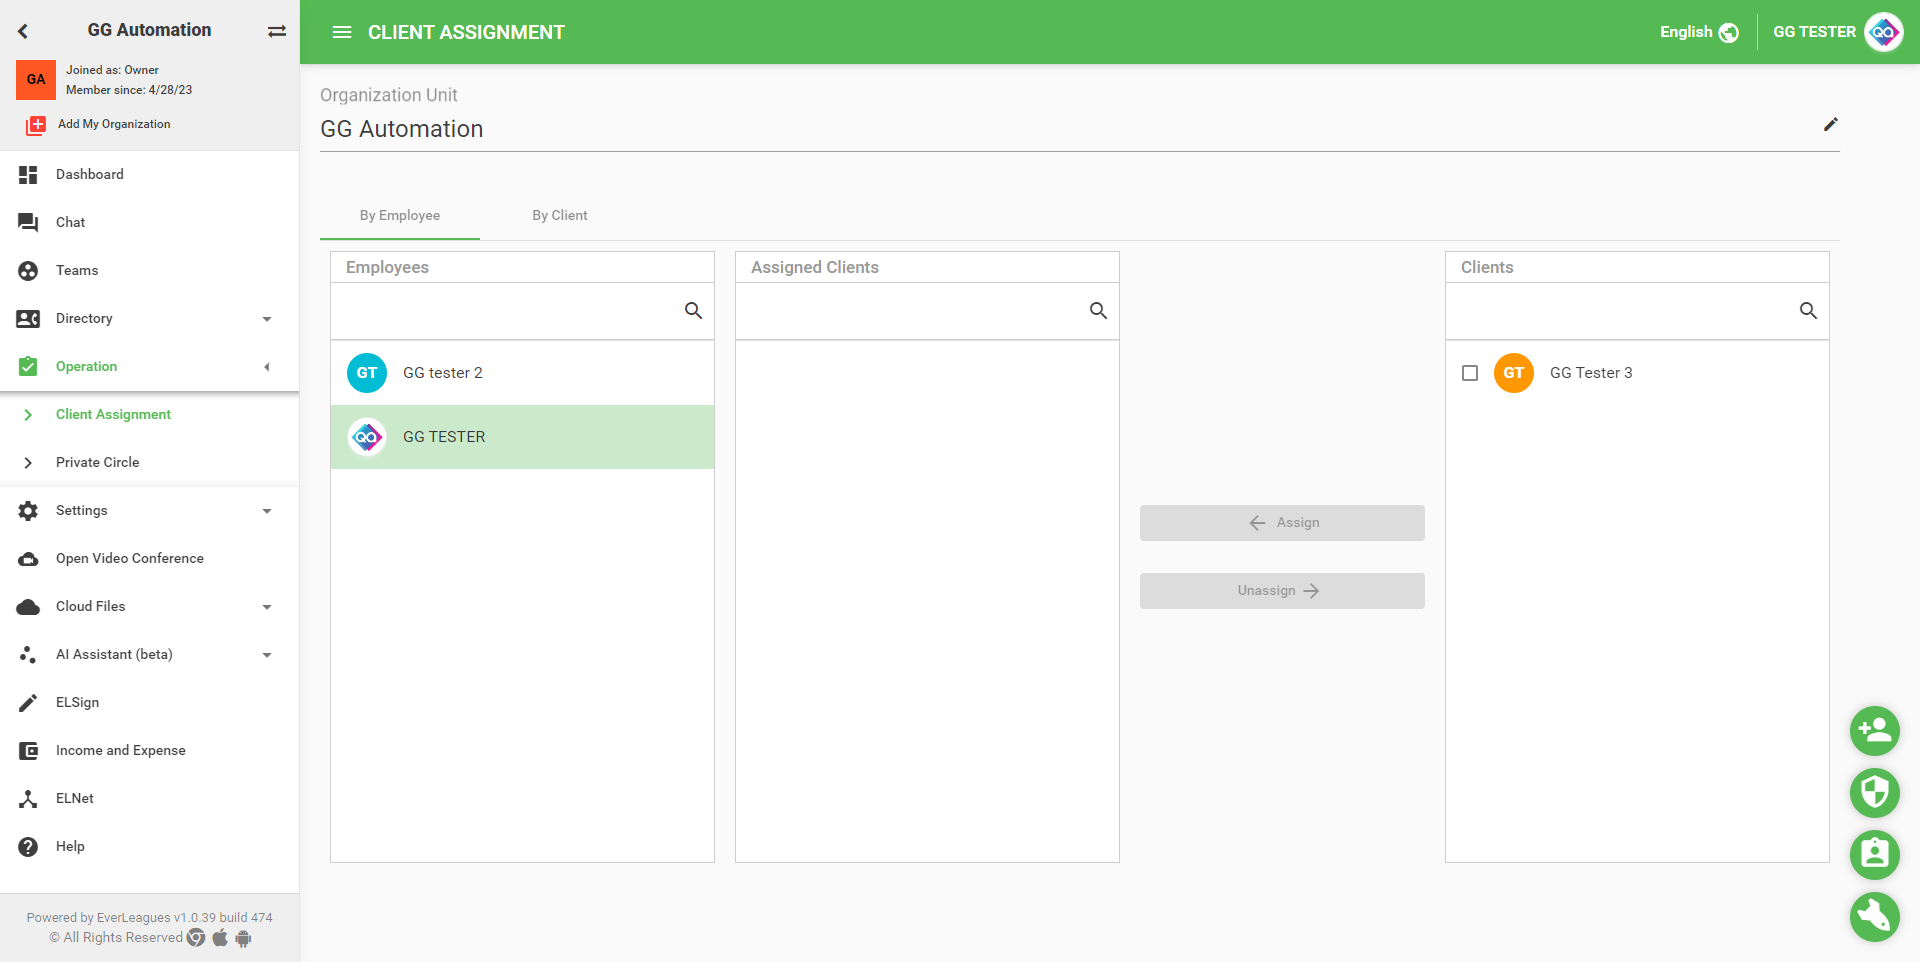 GG Automation
GA
Joined as: Owner
Member since: 4/28/23
Add My Organization
Dashboard
Chat
Teams
Directory
Operation
Client Assignment
Private Circle
Settings
Open Video Conference
Cloud Files
AI Assistant (beta)
ELSign
Income and Expense
ELNet
Help
Powered by EverLeagues v1.0.39 build 474
© All Rights Reserved
CLIENT ASSIGNMENT
English
GG TESTER
QA
Organization Unit
GG Automation
By Employee
By Client
Employees
GT
GG tester 2
QA
GG TESTER
Assigned Clients
Assign
Unassign
Clients
GT
GG Tester 3